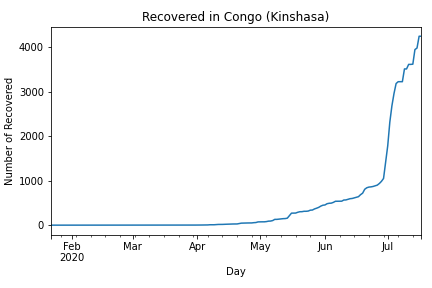 Recovered in Congo (Kinshasa)
4000
3000
2000
1000
0
Number of Recovered
Feb Mar Apr May Jun Jul
2020
Day